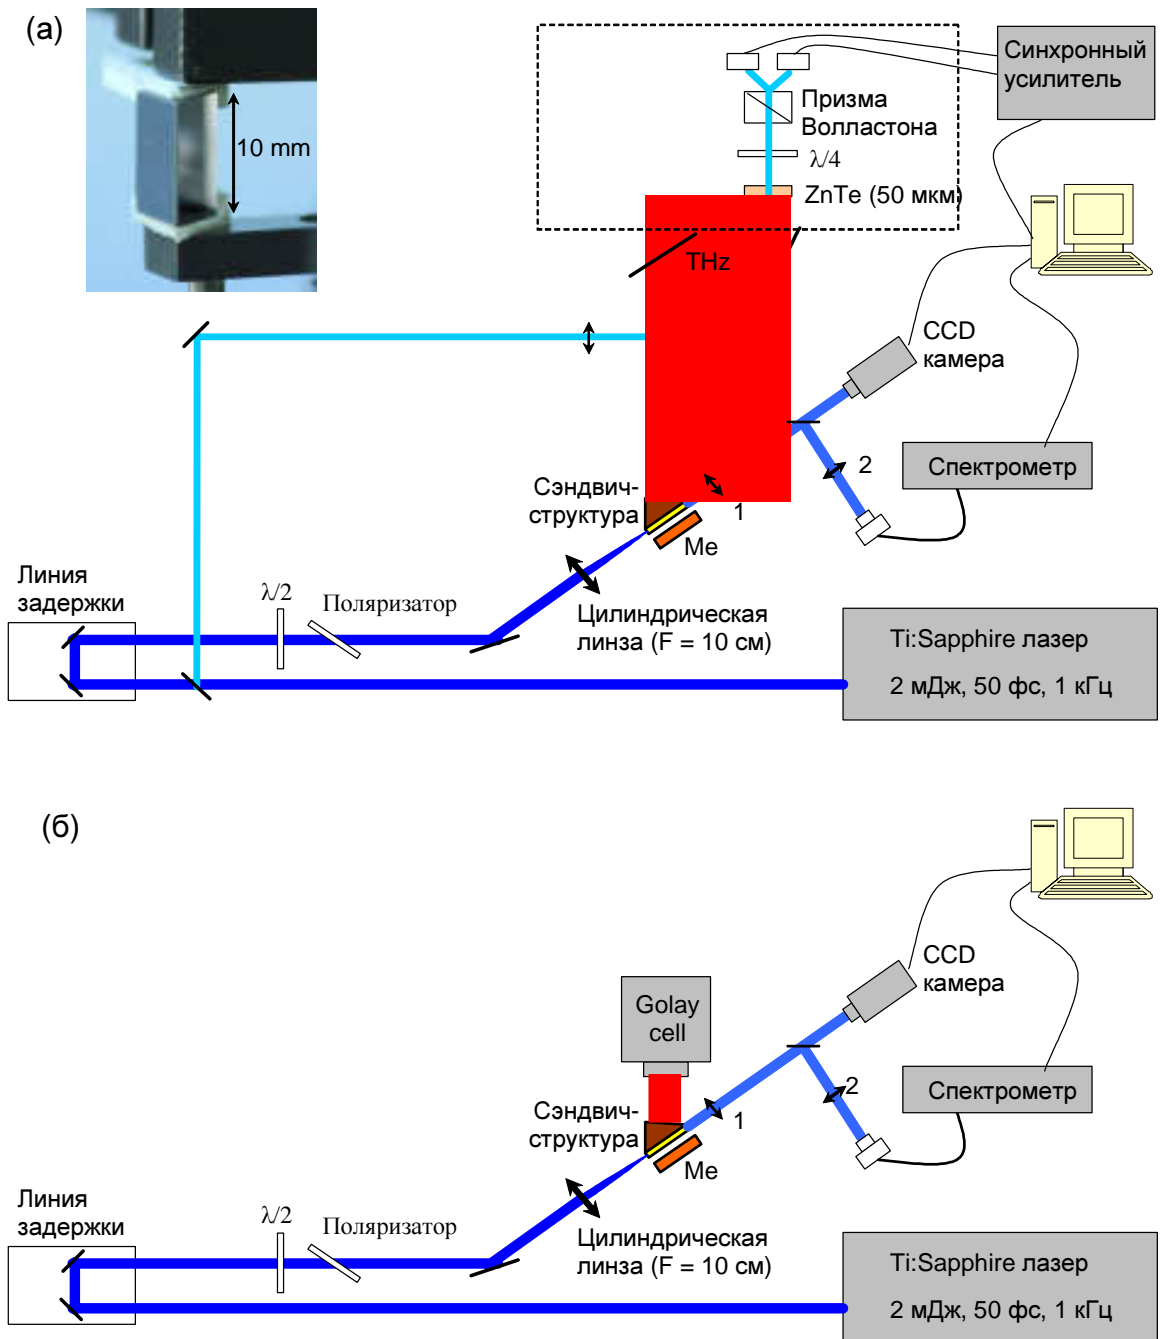 (а)
10 mm
Синхронный
усилитель
Призма
Волластона
λ/4
ZnTe (50 мкм)
THz
CCD
камера
2
Спектрометр
Сэндвич-
структура
1
Me
Линия
задержки
λ/2
Поляризатор
Цилиндрическая
линза (F = 10 см)
Ti:Sapphire лазер
2 мДж, 50 фс, 1 кГц
(б)
CCD
камера
Golay
cell
2
Спектрометр
Сэндвич-
структура
1
Me
Линия
задержки
λ/2
Поляризатор
Цилиндрическая
линза (F = 10 см)
Ti:Sapphire лазер
2 мДж, 50 фс, 1 кГц